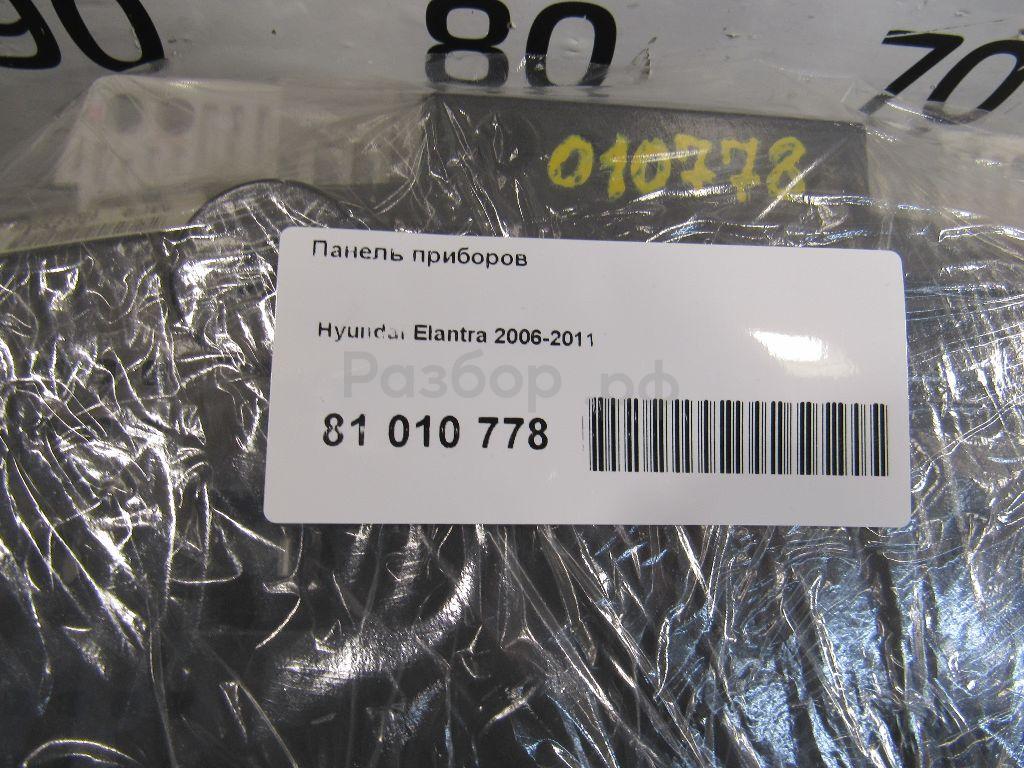 90 80 70
010778
Панель приборов
Hyundai Elantra 2006-2011
Разбор.рф
81 010 778